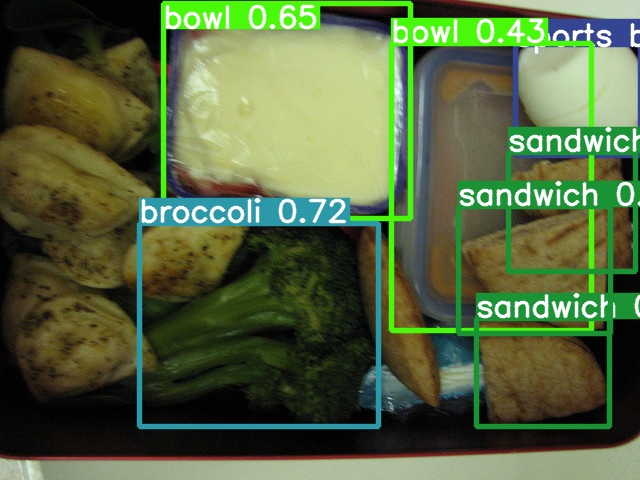 bowl 0.65
bowl 0.43
sports b
sandwich
sandwich 0.
broccoli 0.72
sandwich 0